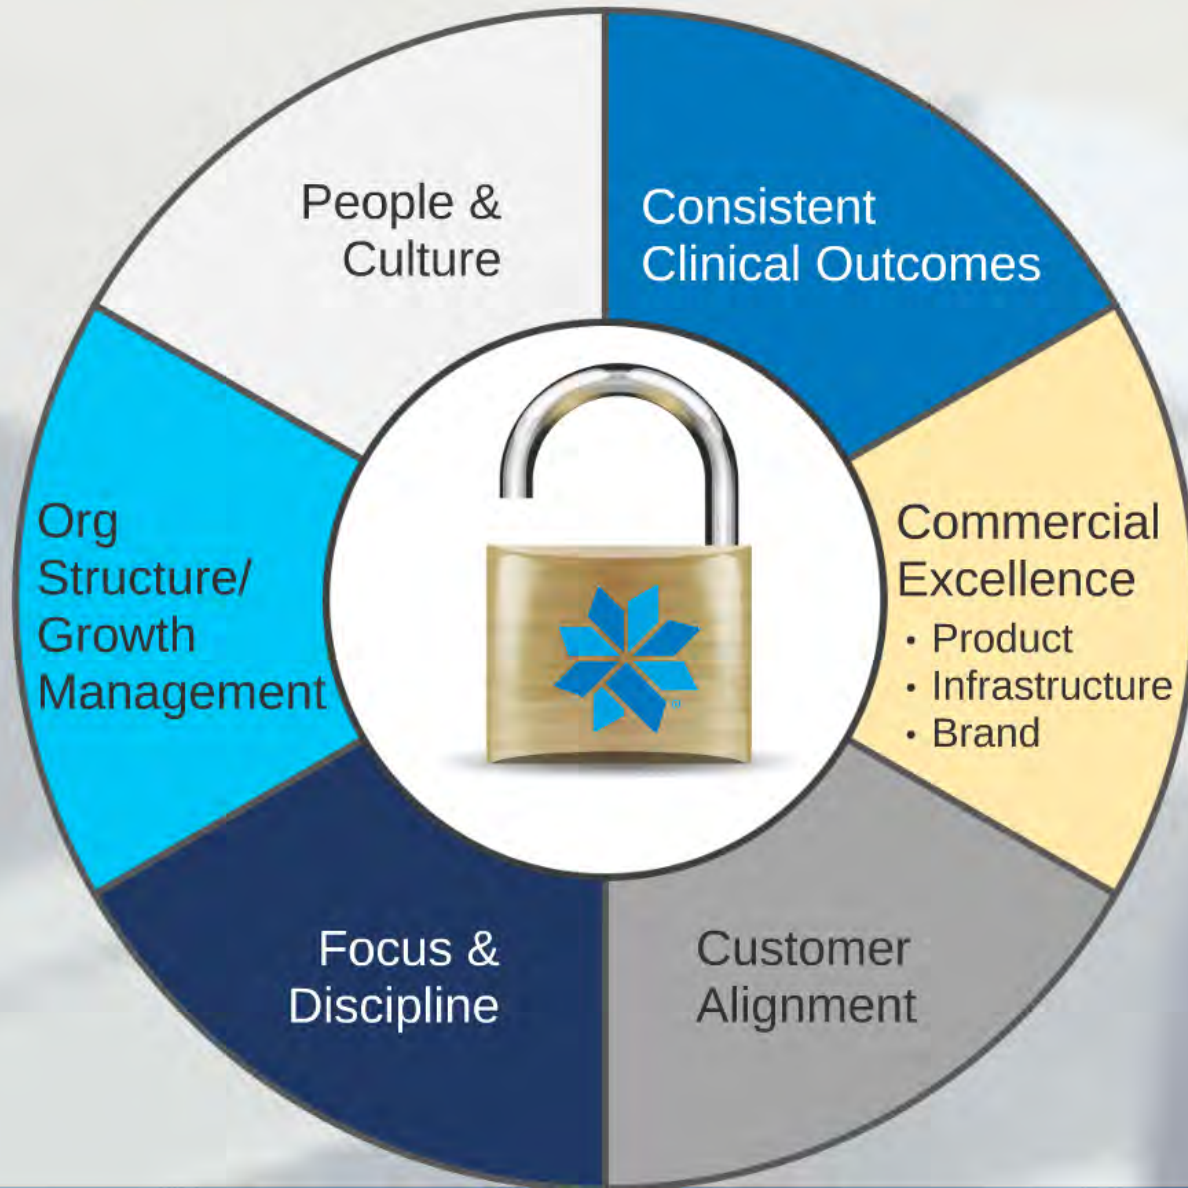 People &
Culture
Consistent
Clinical Outcomes
Org
Structure/
Growth
Management
Commercial
Excellence
• Product
• Infrastructure
• Brand
Focus &
Discipline
Customer
Alignment